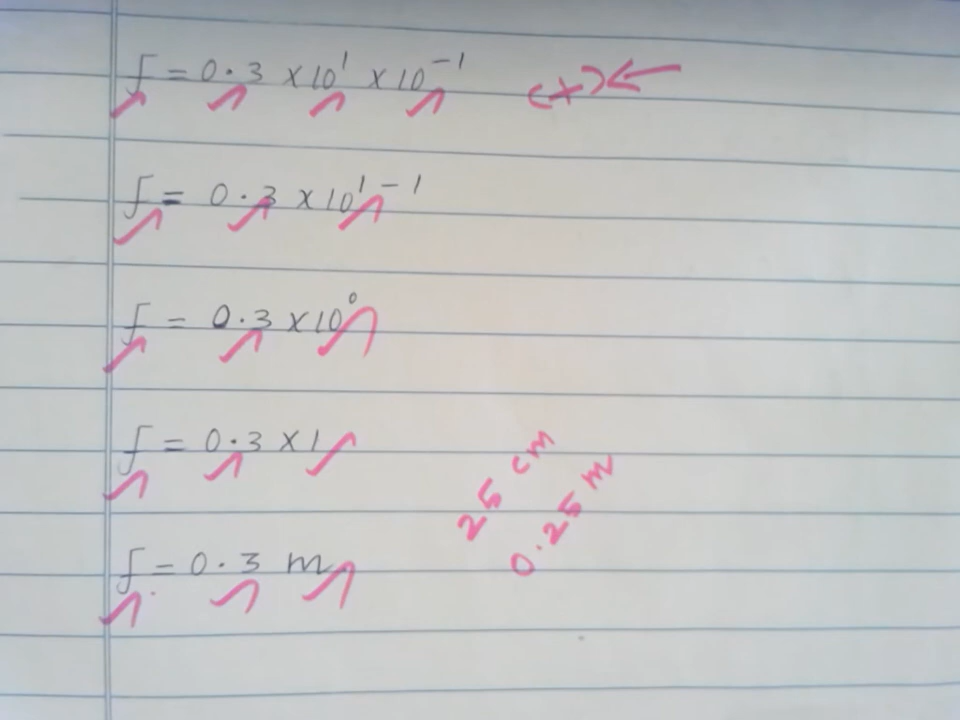 f = 0.3 × 10¹ × 10⁻¹ (×) ←
f = 0.3 × 10¹⁻¹
f = 0.3 × 10⁰
f = 0.3 × 1
f = 0.3 m
25 cm
0.25 m